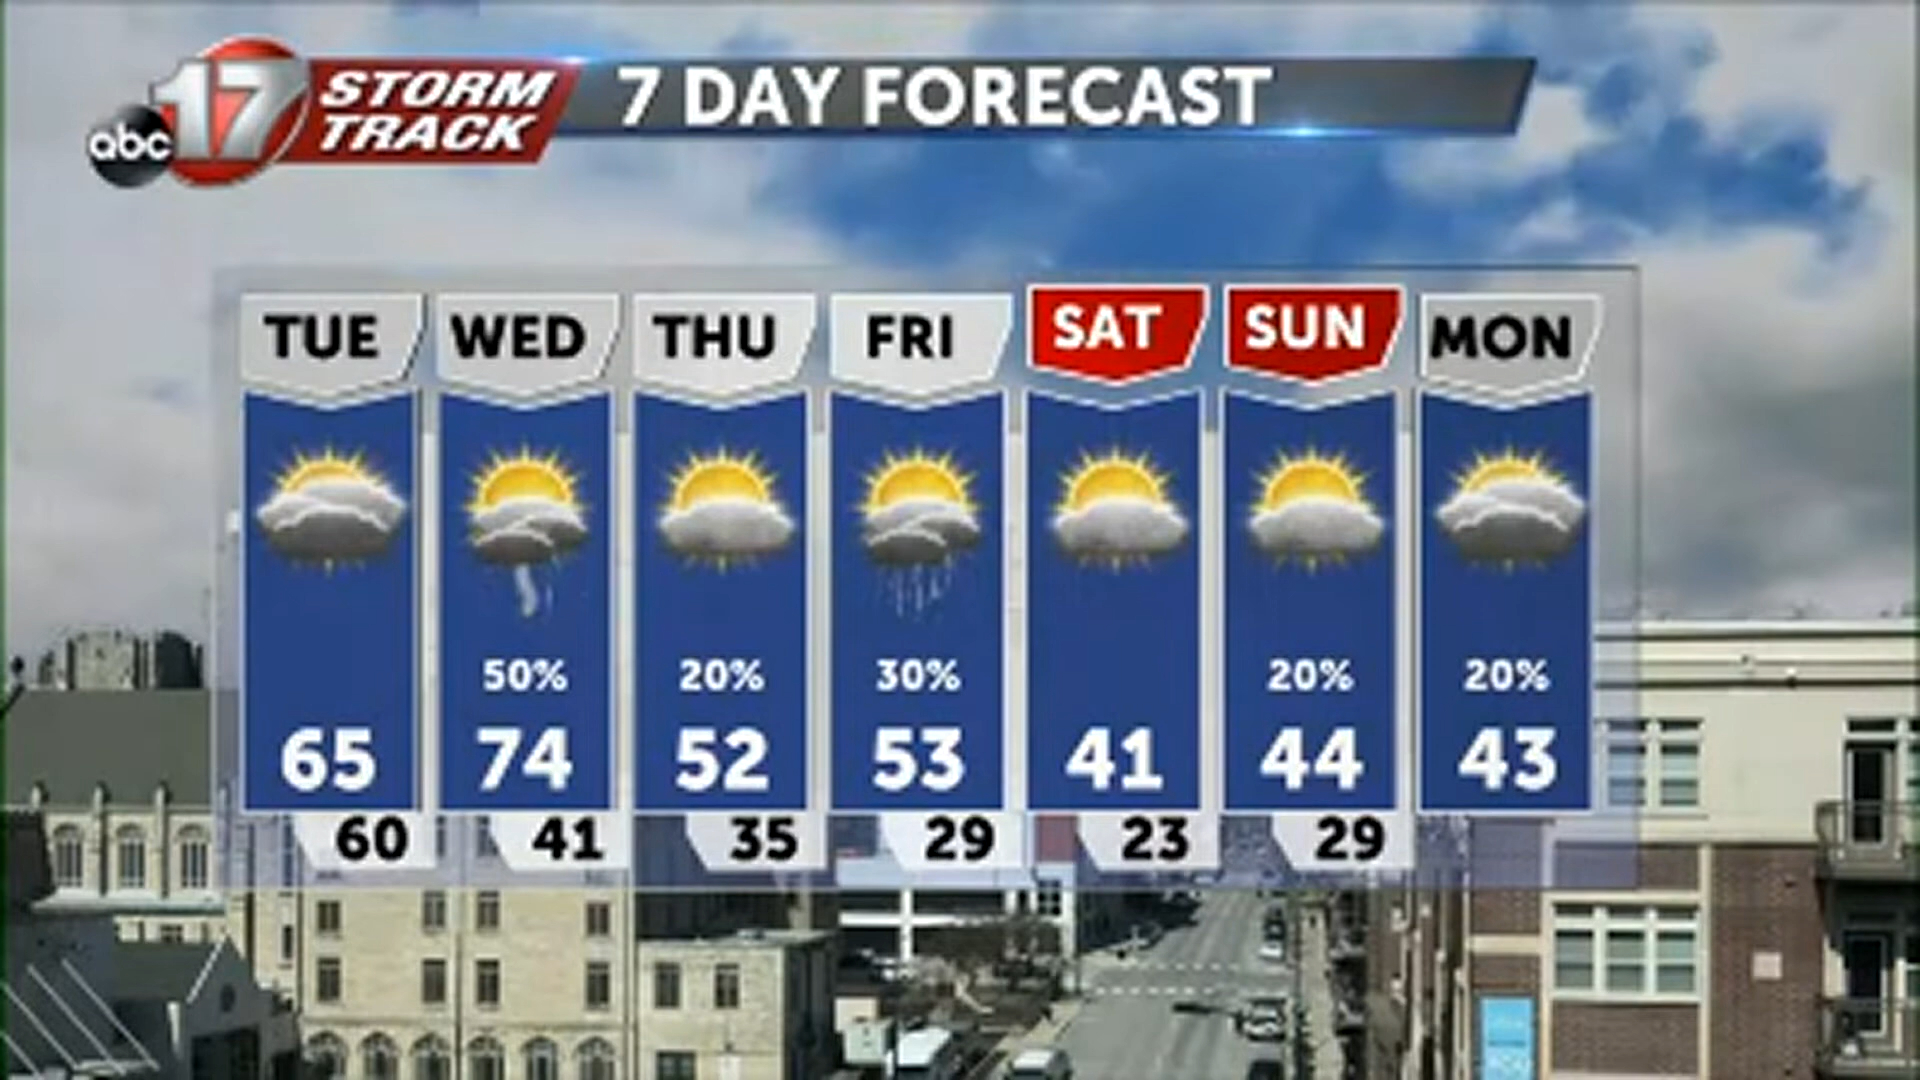 abc 17 STORM TRACK 7 DAY FORECAST
TUE WED THU FRI SAT SUN MON
50% 20% 30% 20% 20%
65 74 52 53 41 44 43
60 41 35 29 23 29